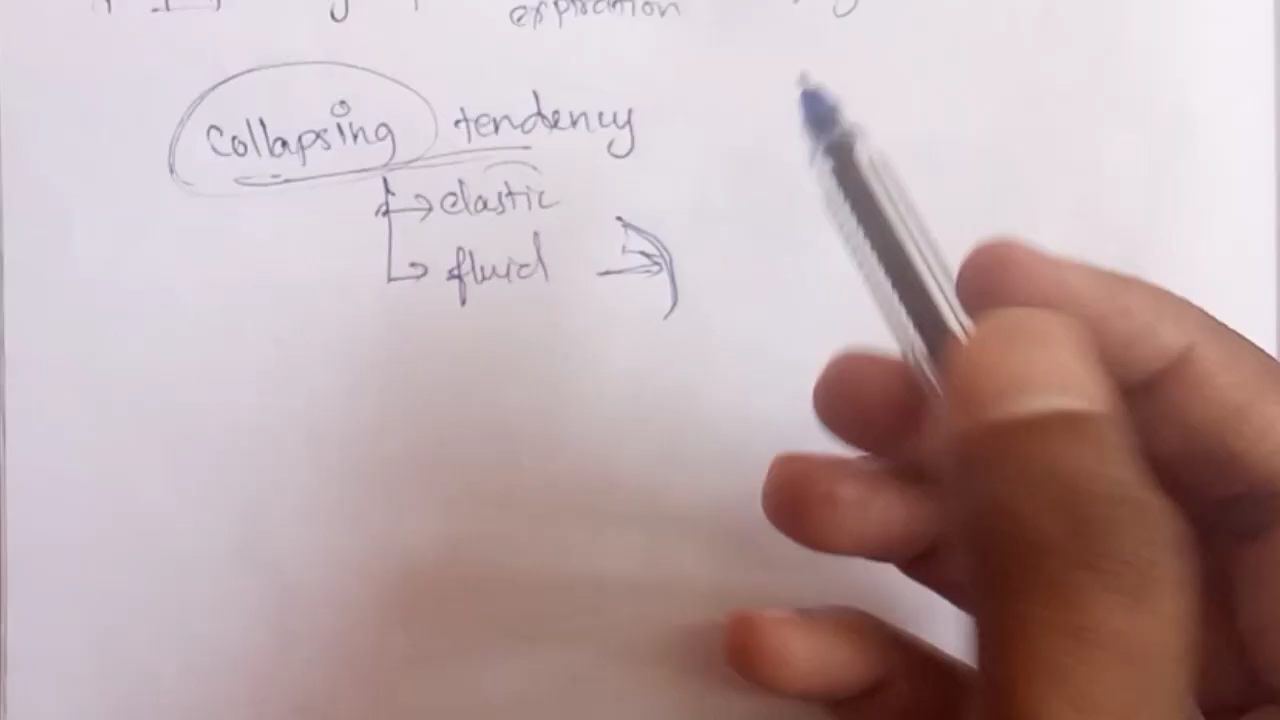 expiration
Collapsing tendency
→ elastic
→ fluid